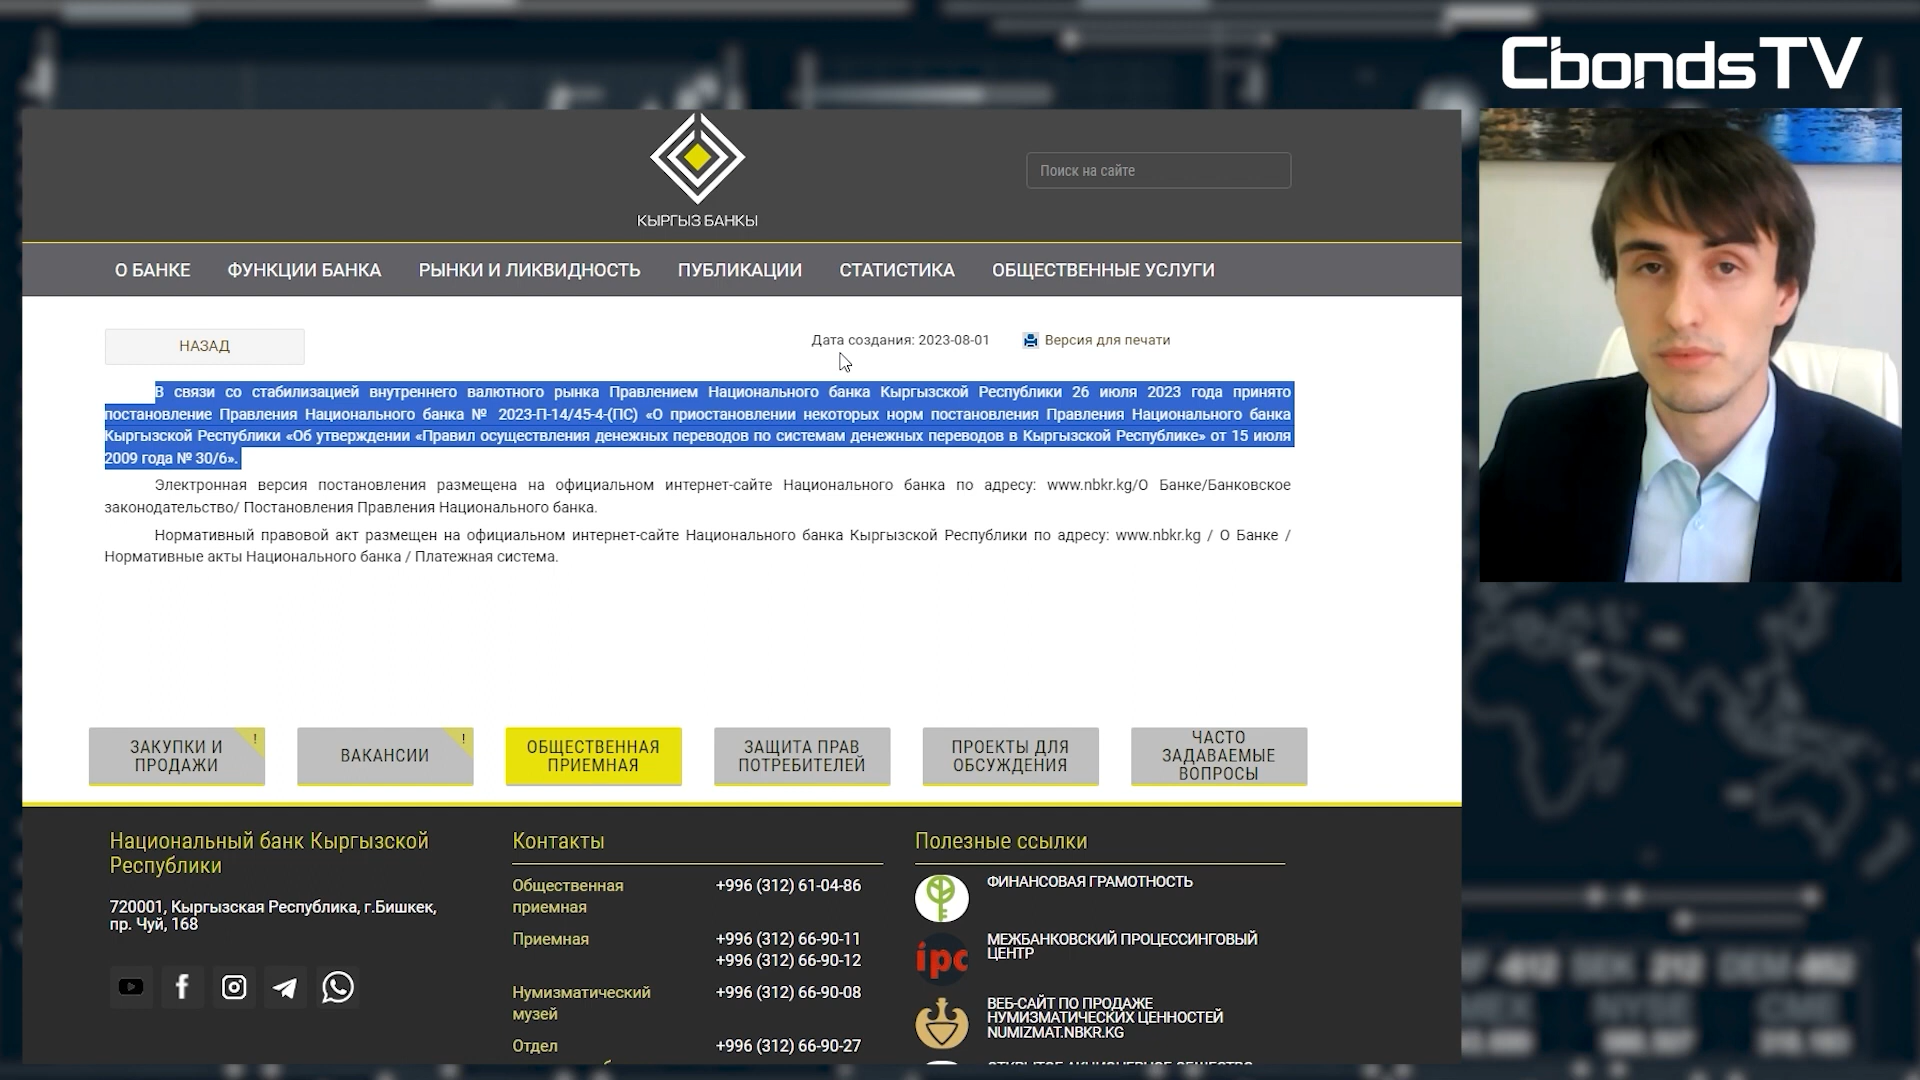 CbondsTV
КЫРГЫЗ БАНКЫ
Поиск на сайте
О БАНКЕ ФУНКЦИИ БАНКА РЫНКИ И ЛИКВИДНОСТЬ ПУБЛИКАЦИИ СТАТИСТИКА ОБЩЕСТВЕННЫЕ УСЛУГИ
НАЗАД
Дата создания: 2023-08-01 Версия для печати
В связи со стабилизацией внутреннего валютного рынка Правлением Национального банка Кыргызской Республики 26 июля 2023 года принято
постановление Правления Национального банка № 2023-П-14/45-4-(ПС) «О приостановлении некоторых норм постановления Правления Национального банка
Кыргызской Республики «Об утверждении «Правил осуществления денежных переводов по системам денежных переводов в Кыргызской Республике» от 15 июля
2009 года № 30/6».
Электронная версия постановления размещена на официальном интернет-сайте Национального банка по адресу: www.nbkr.kg/О Банке/Банковское
законодательство/ Постановления Правления Национального банка.
Нормативный правовой акт размещен на официальном интернет-сайте Национального банка Кыргызской Республики по адресу: www.nbkr.kg / О Банке /
Нормативные акты Национального банка / Платежная система.
ЗАКУПКИ И
ПРОДАЖИ
!
ВАКАНСИИ
!
ОБЩЕСТВЕННАЯ
ПРИЕМНАЯ
ЗАЩИТА ПРАВ
ПОТРЕБИТЕЛЕЙ
ПРОЕКТЫ ДЛЯ
ОБСУЖДЕНИЯ
ЧАСТО
ЗАДАВАЕМЫЕ
ВОПРОСЫ
Национальный банк Кыргызской
Республики
720001, Кыргызская Республика, г.Бишкек,
пр. Чуй, 168
Контакты
Общественная
приемная
+996 (312) 61-04-86
Приемная
+996 (312) 66-90-11
+996 (312) 66-90-12
Нумизматический
музей
+996 (312) 66-90-08
Отдел
+996 (312) 66-90-27
Полезные ссылки
ФИНАНСОВАЯ ГРАМОТНОСТЬ
ipc
МЕЖБАНКОВСКИЙ ПРОЦЕССИНГОВЫЙ
ЦЕНТР
ВЕБ-САЙТ ПО ПРОДАЖЕ
НУМИЗМАТИЧЕСКИХ ЦЕННОСТЕЙ
NUMIZMAT.NBKR.KG